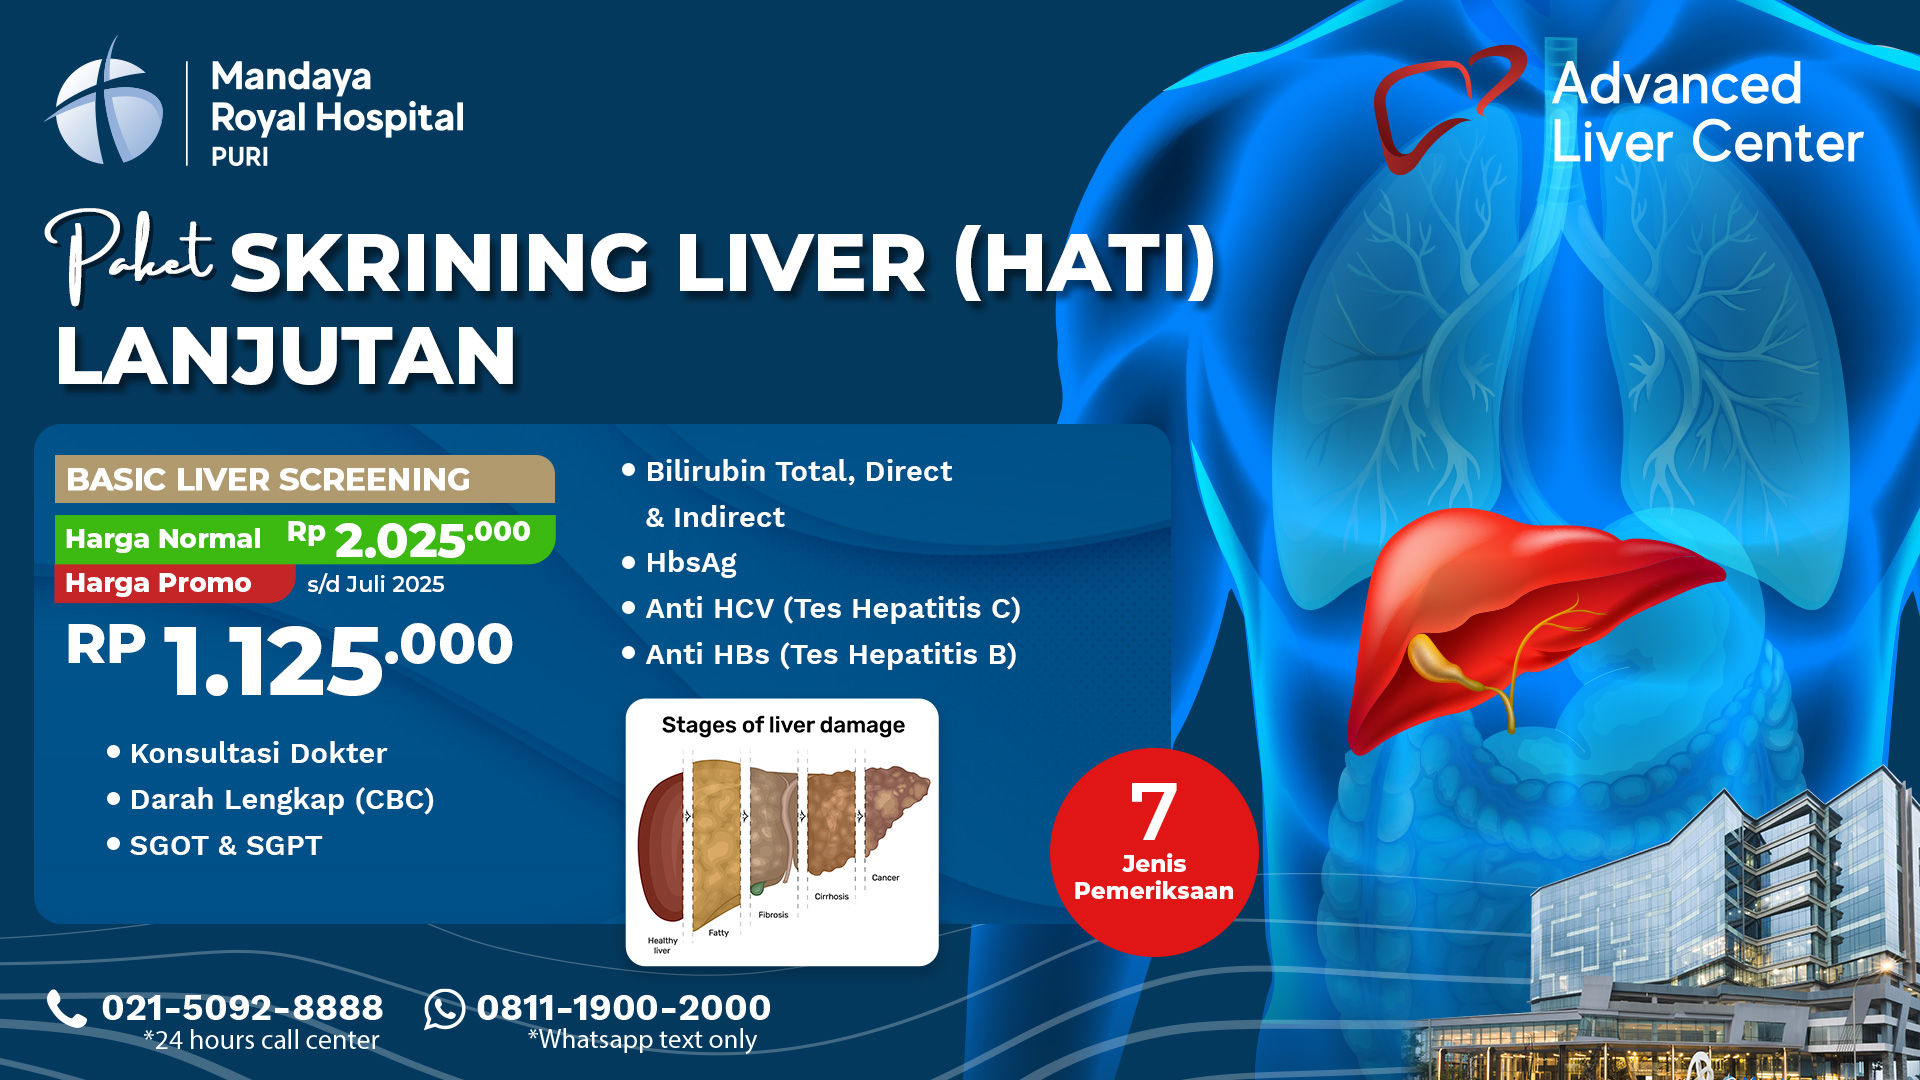 Mandaya
Royal Hospital
PURI
Advanced
Liver Center
Paket SKRINING LIVER (HATI)
LANJUTAN
BASIC LIVER SCREENING
Harga Normal Rp 2.025.000
Harga Promo s/d Juli 2025
RP 1.125.000
• Konsultasi Dokter
• Darah Lengkap (CBC)
• SGOT & SGPT
• Bilirubin Total, Direct
& Indirect
• HbsAg
• Anti HCV (Tes Hepatitis C)
• Anti HBs (Tes Hepatitis B)
Stages of liver damage
Healthy
liver
Fatty
Fibrosis
Cirrhosis
Cancer
7
Jenis
Pemeriksaan
021-5092-8888
*24 hours call center
0811-1900-2000
*Whatsapp text only